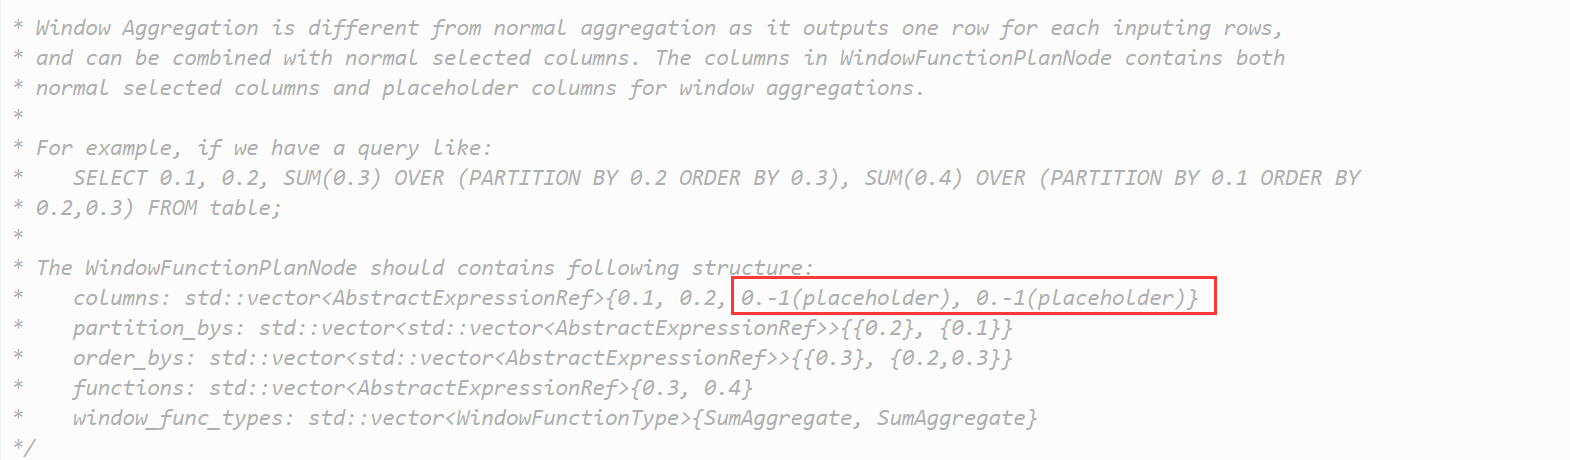 * Window Aggregation is different from normal aggregation as it outputs one row for each inputing rows,
* and can be combined with normal selected columns. The columns in WindowFunctionPlanNode contains both
* normal selected columns and placeholder columns for window aggregations.
*
* For example, if we have a query like:
*    SELECT 0.1, 0.2, SUM(0.3) OVER (PARTITION BY 0.2 ORDER BY 0.3), SUM(0.4) OVER (PARTITION BY 0.1 ORDER BY
* 0.2,0.3) FROM table;
*
* The WindowFunctionPlanNode should contains following structure:
*    columns: std::vector<AbstractExpressionRef>{0.1, 0.2, 0.-1(placeholder), 0.-1(placeholder)}
*    partition_bys: std::vector<std::vector<AbstractExpressionRef>>{{0.2}, {0.1}}
*    order_bys: std::vector<std::vector<AbstractExpressionRef>>{{0.3}, {0.2,0.3}}
*    functions: std::vector<AbstractExpressionRef>{0.3, 0.4}
*    window_func_types: std::vector<WindowFunctionType>{SumAggregate, SumAggregate}
*/